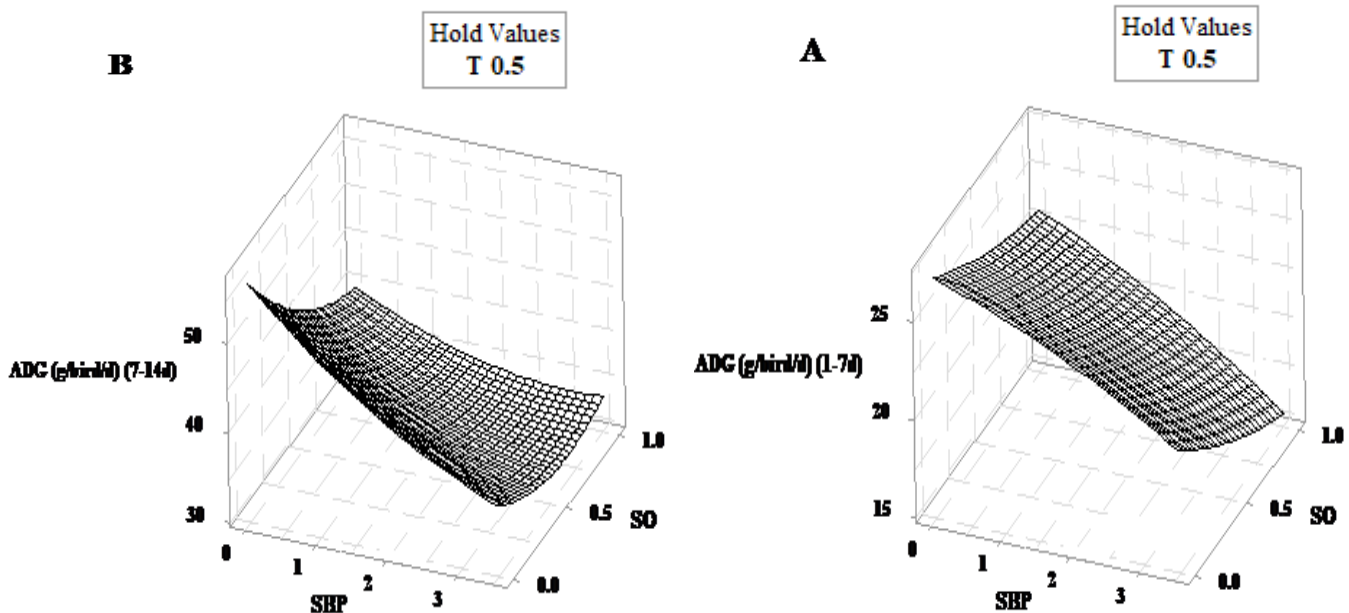 B
Hold Values
T 0.5
ADG (g/bird/d) (7-14d)
50
40
30
0
1
2
3
SBP
0.0
0.5
1.0
SO
A
Hold Values
T 0.5
ADG (g/bird/d) (1-7d)
25
20
15
0
1
2
3
SBP
0.0
0.5
1.0
SO